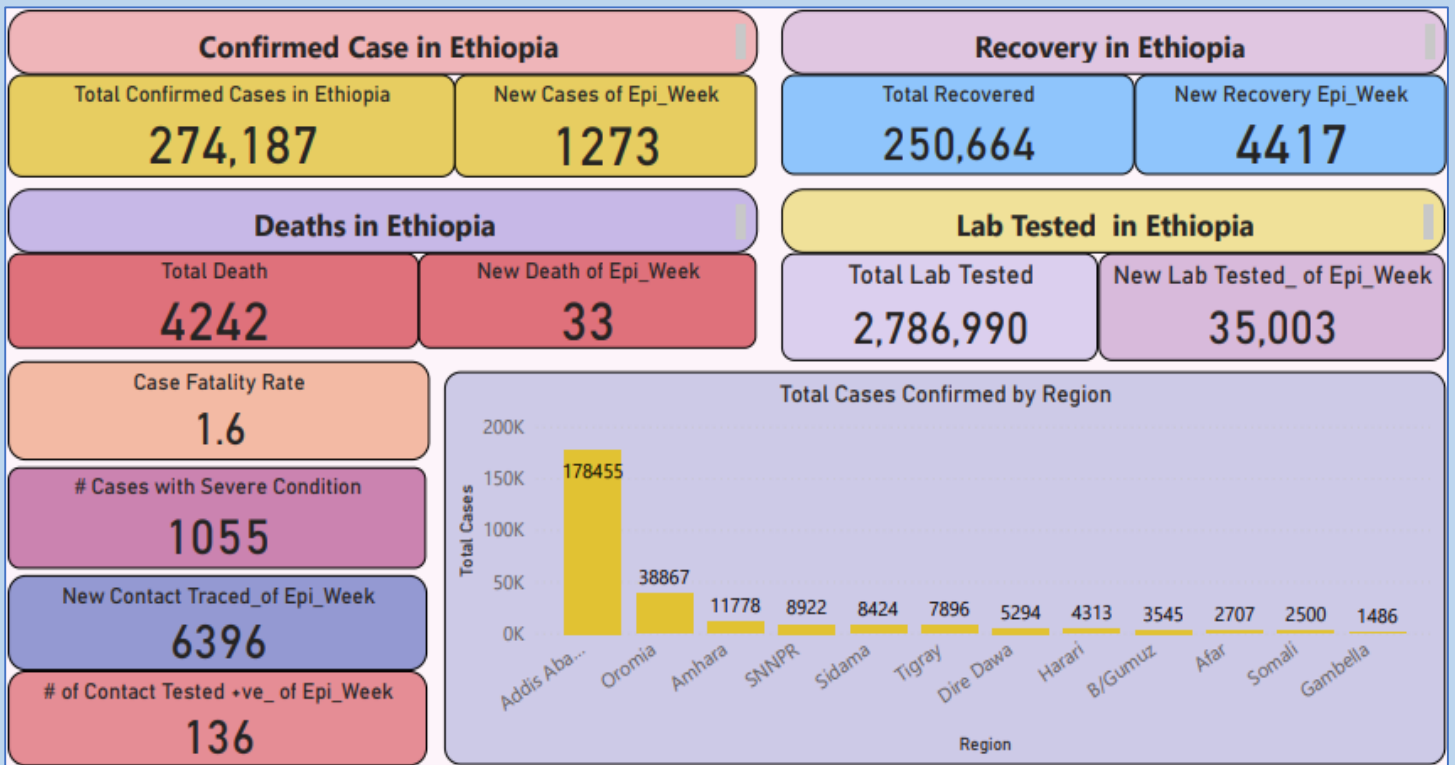 Confirmed Case in Ethiopia
Total Confirmed Cases in Ethiopia
274,187
New Cases of Epi_Week
1273
Recovery in Ethiopia
Total Recovered
250,664
New Recovery Epi_Week
4417
Deaths in Ethiopia
Total Death
4242
New Death of Epi_Week
33
Lab Tested in Ethiopia
Total Lab Tested
2,786,990
New Lab Tested_ of Epi_Week
35,003
Case Fatality Rate
1.6
# Cases with Severe Condition
1055
New Contact Traced_of Epi_Week
6396
# of Contact Tested +ve_ of Epi_Week
136
Total Cases Confirmed by Region
Total Cases
200K
150K
100K
50K
0K
178455
38867
11778
8922
8424
7896
5294
4313
3545
2707
2500
1486
Addis Aba...
Oromia
Amhara
SNNPR
Sidama
Tigray
Dire Dawa
Harari
B/Gumuz
Afar
Somali
Gambella
Region